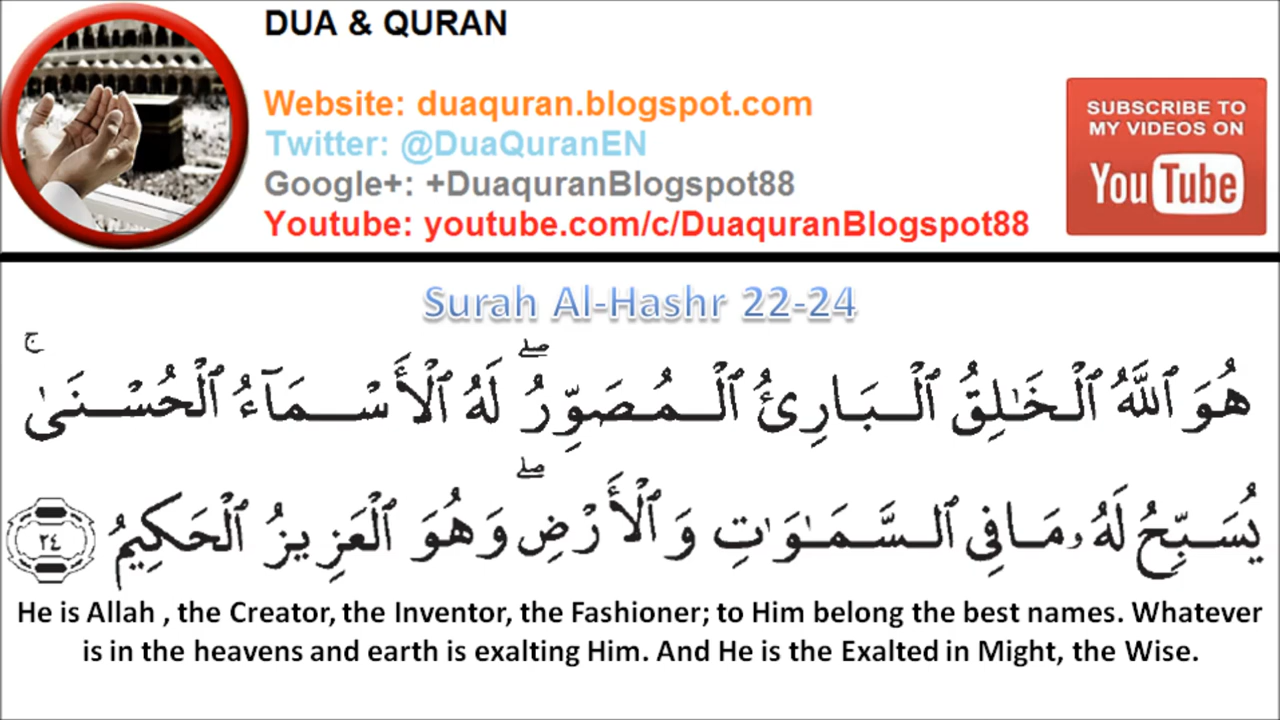 DUA & QURAN
Website: duaquran.blogspot.com
Twitter: @DuaQuranEN
Google+: +DuaquranBlogspot88
Youtube: youtube.com/c/DuaquranBlogspot88
SUBSCRIBE TO
MY VIDEOS ON
YouTube
Surah Al-Hashr 22-24
هُوَ ٱللَّهُ ٱلْخَـٰلِقُ ٱلْبَارِئُ ٱلْمُصَوِّرُ ۖ لَهُ ٱلْأَسْمَآءُ ٱلْحُسْنَىٰ ۚ
يُسَبِّحُ لَهُۥ مَا فِى ٱلسَّمَـٰوَٰتِ وَٱلْأَرْضِ ۖ وَهُوَ ٱلْعَزِيزُ ٱلْحَكِيمُ ٢٤
He is Allah , the Creator, the Inventor, the Fashioner; to Him belong the best names. Whatever
is in the heavens and earth is exalting Him. And He is the Exalted in Might, the Wise.